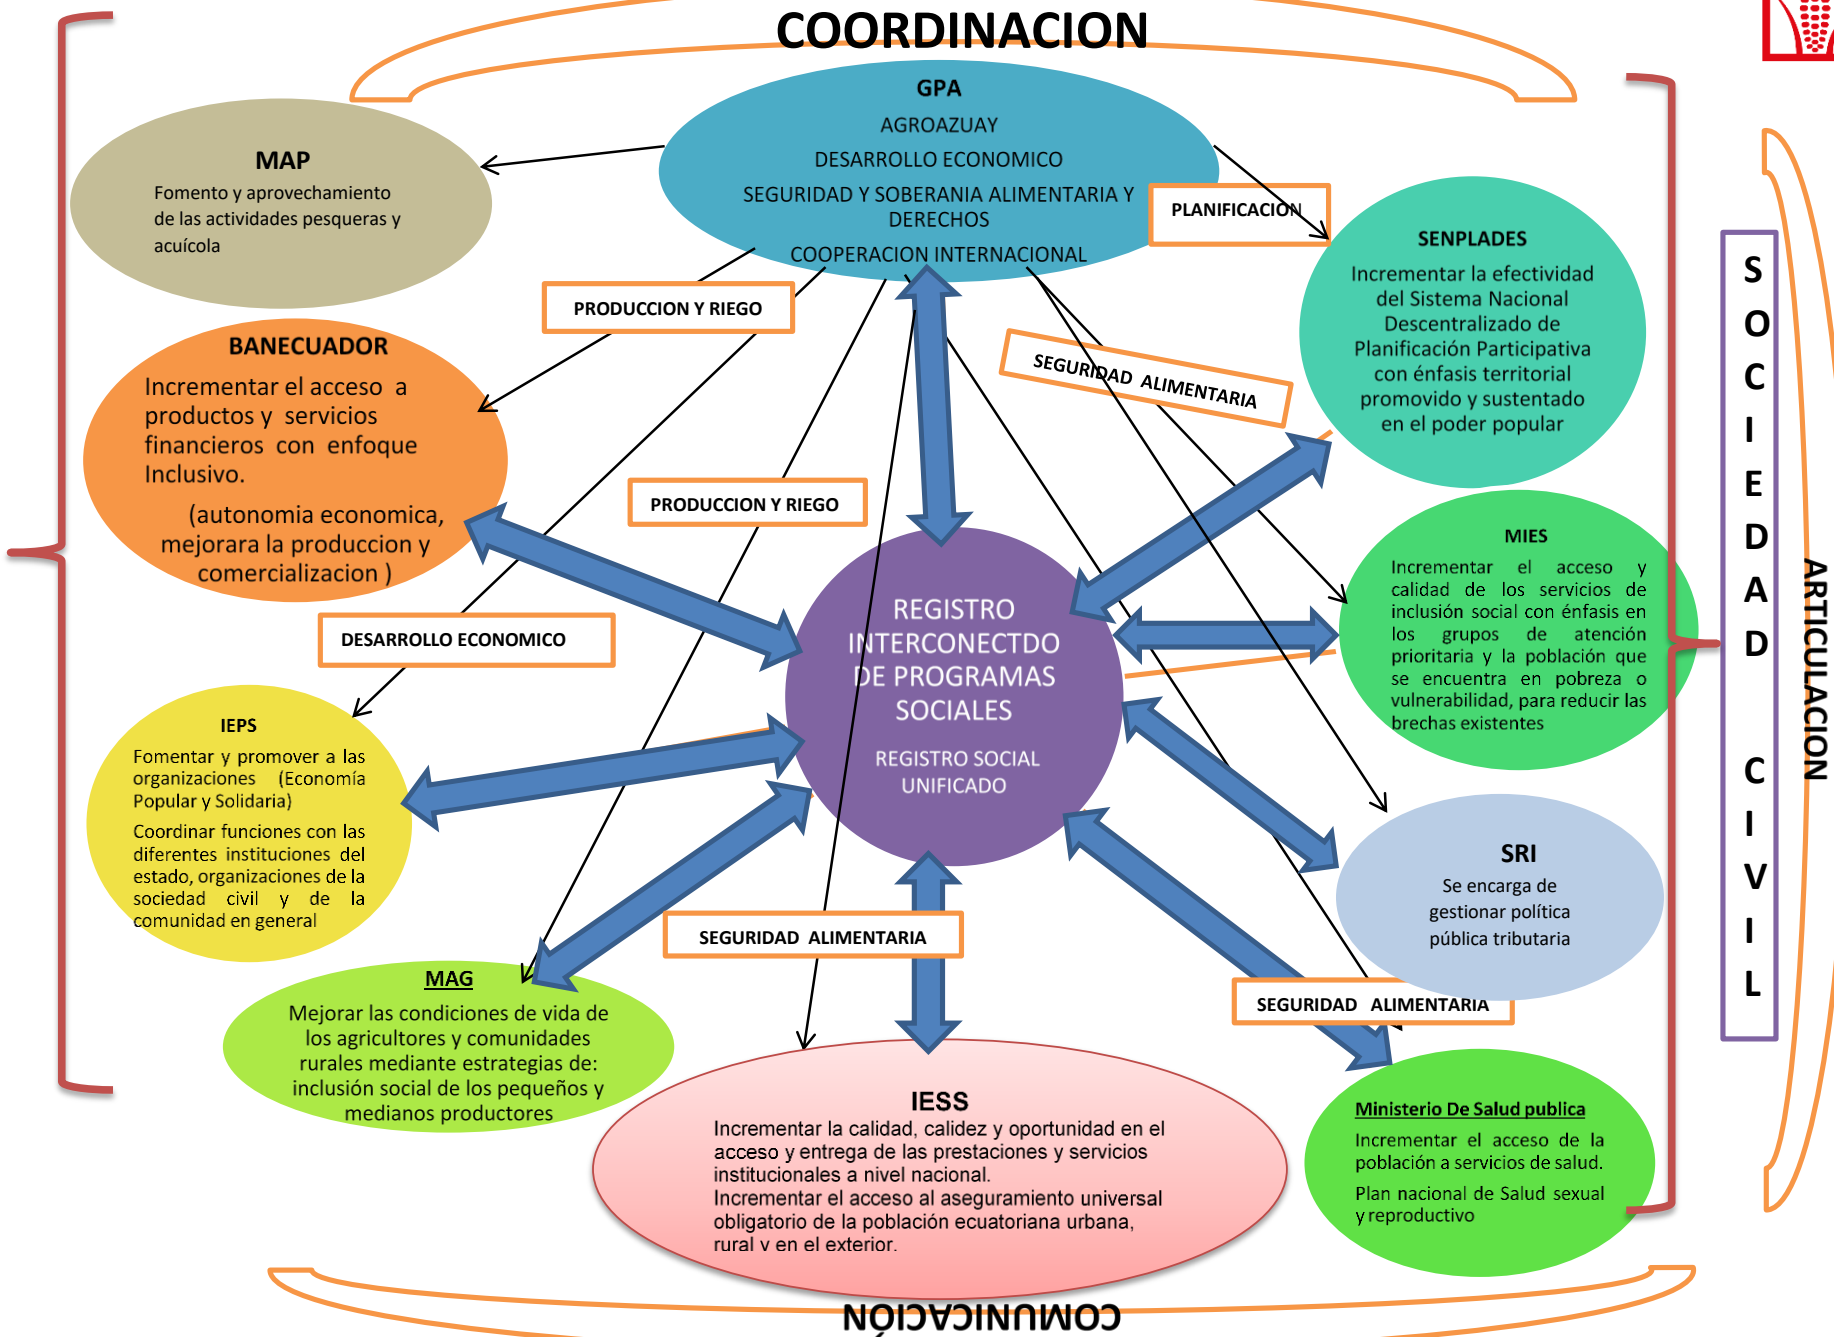 COORDINACION
GPA
AGROAZUAY
DESARROLLO ECONOMICO
SEGURIDAD Y SOBERANIA ALIMENTARIA Y
DERECHOS
COOPERACION INTERNACIONAL
MAP
Fomento y aprovechamiento
de las actividades pesqueras y
acuícola
PLANIFICACION
SENPLADES
Incrementar la efectividad
del Sistema Nacional
Descentralizado de
Planificación Participativa
con énfasis territorial
promovido y sustentado
en el poder popular
PRODUCCION Y RIEGO
BANECUADOR
Incrementar el acceso a
productos y servicios
financieros con enfoque
Inclusivo.
(autonomia economica,
mejorara la produccion y
comercializacion )
SEGURIDAD ALIMENTARIA
PRODUCCION Y RIEGO
MIES
Incrementar el acceso y
calidad de los servicios de
inclusión social con énfasis en
los grupos de atención
prioritaria y la población que
se encuentra en pobreza o
vulnerabilidad, para reducir las
brechas existentes
REGISTRO
INTERCONECTDO
DE PROGRAMAS
SOCIALES
REGISTRO SOCIAL
UNIFICADO
DESARROLLO ECONOMICO
IEPS
Fomentar y promover a las
organizaciones (Economía
Popular y Solidaria)
Coordinar funciones con las
diferentes instituciones del
estado, organizaciones de la
sociedad civil y de la
comunidad en general
SRI
Se encarga de
gestionar política
pública tributaria
SEGURIDAD ALIMENTARIA
MAG
Mejorar las condiciones de vida de
los agricultores y comunidades
rurales mediante estrategias de:
inclusión social de los pequeños y
medianos productores
SEGURIDAD ALIMENTARIA
IESS
Incrementar la calidad, calidez y oportunidad en el
acceso y entrega de las prestaciones y servicios
institucionales a nivel nacional.
Incrementar el acceso al aseguramiento universal
obligatorio de la población ecuatoriana urbana,
rural y en el exterior.
Ministerio De Salud publica
Incrementar el acceso de la
población a servicios de salud.
Plan nacional de Salud sexual
y reproductivo
SOCIEDAD CIVIL
ARTICULACION
COMUNICACIÓN